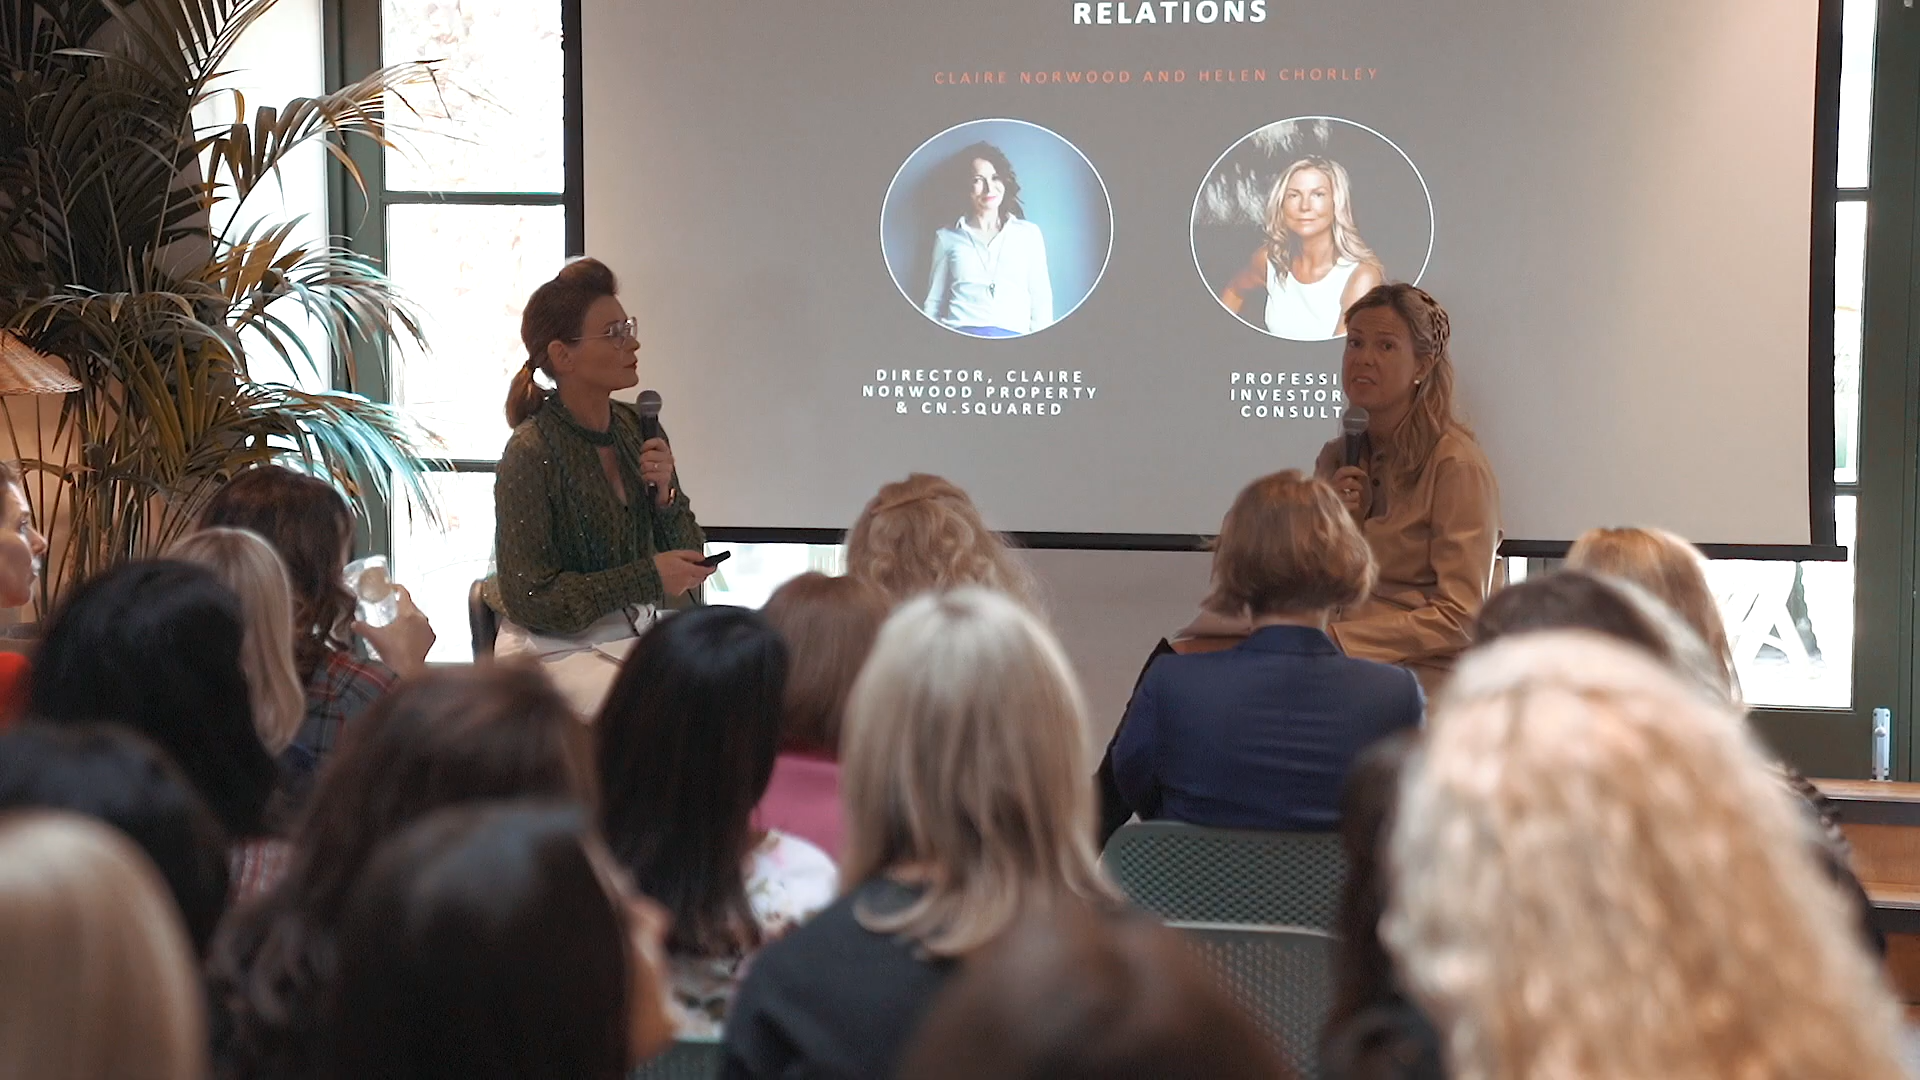 RELATIONS
CLAIRE NORWOOD AND HELEN CHORLEY
DIRECTOR, CLAIRE
NORWOOD PROPERTY
& CN.SQUARED
PROFESSI
INVESTOR
CONSULT